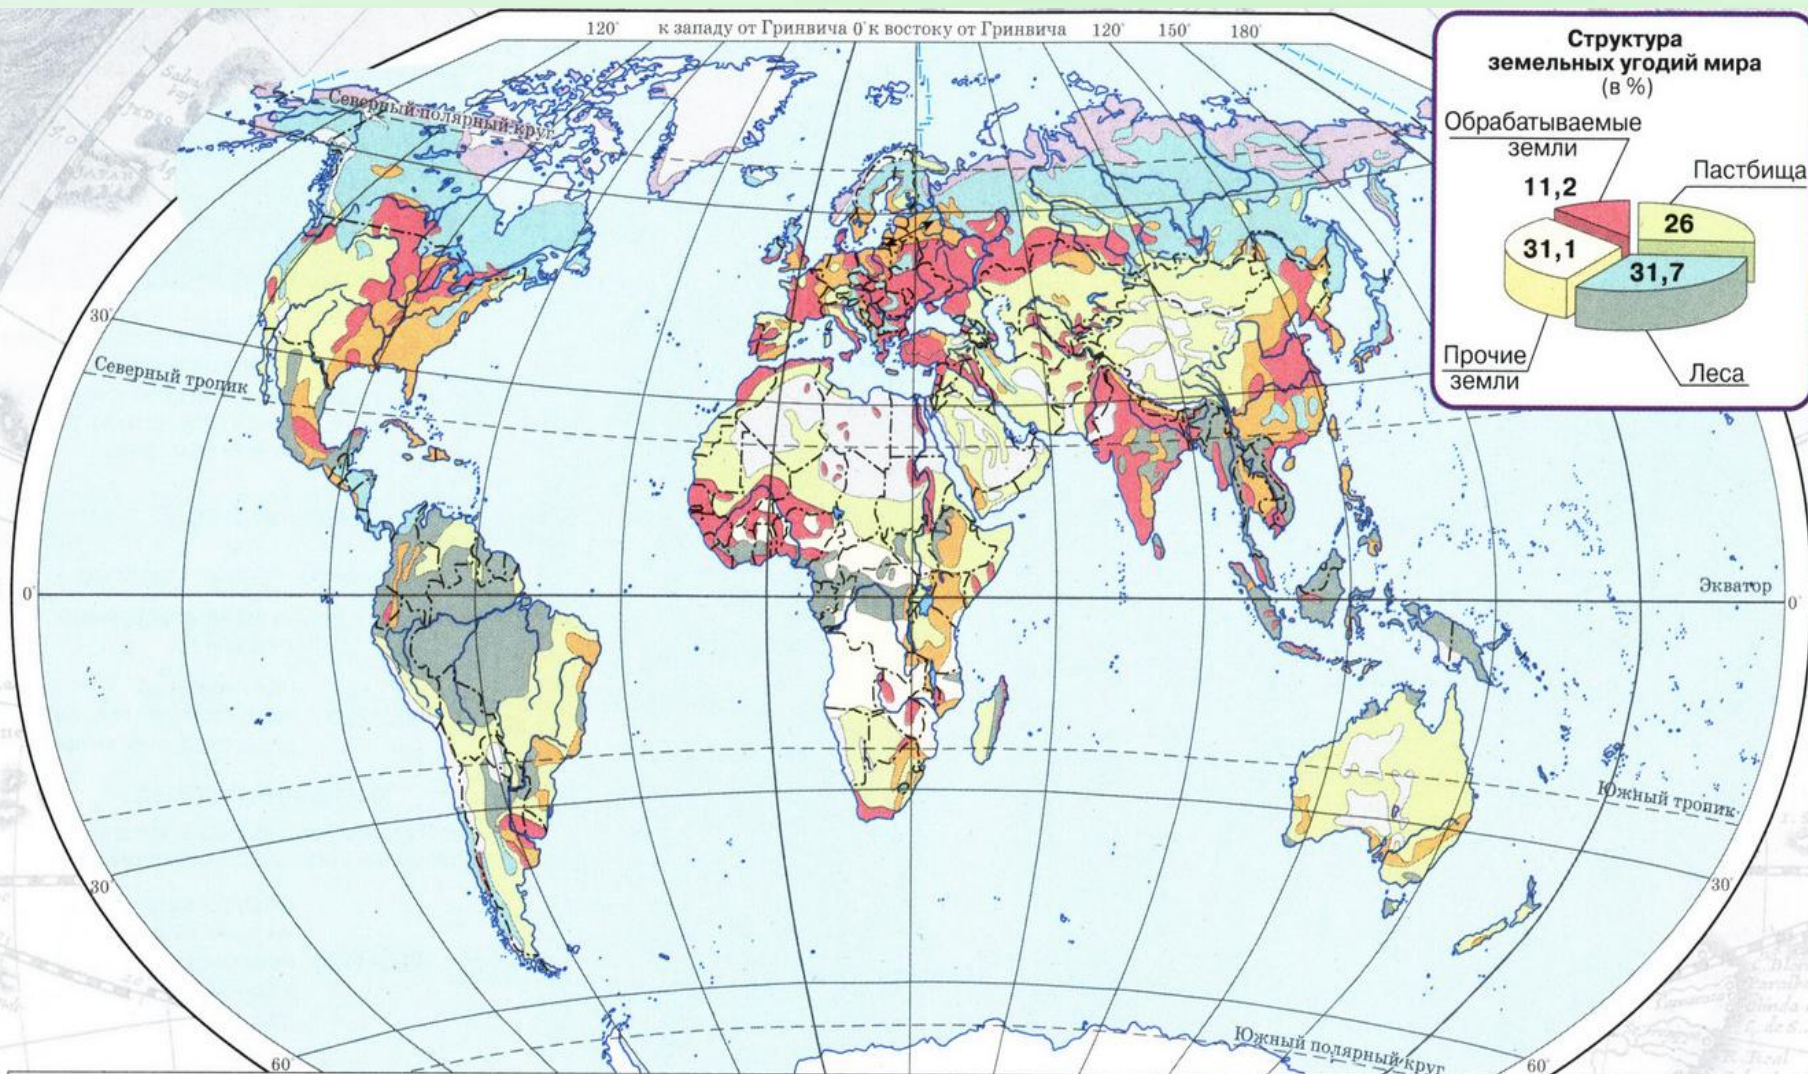 120° к западу от Гринвича 0° к востоку от Гринвича 120° 150° 180°
Структура
земельных угодий мира
(в %)
Обрабатываемые
земли
11,2
Пастбища
26
31,1
31,7
Прочие
земли
Леса
Северный полярный круг
30°
Северный тропик
0°
Экватор
0°
Южный тропик
30°
30°
Южный полярный круг
60°
60°